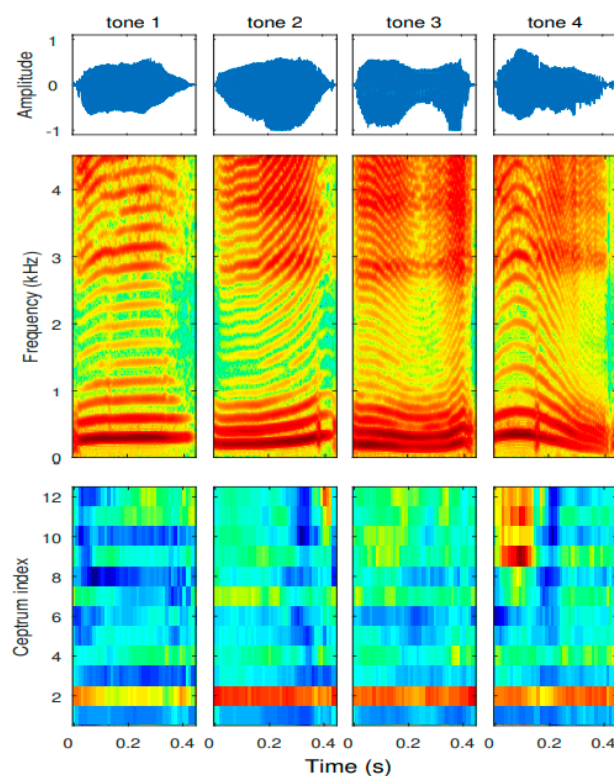 tone 1 tone 2 tone 3 tone 4
Amplitude
1
0
-1
Frequency (kHz)
4
3
2
1
0
Ceptrum index
12
10
8
6
4
2
0 0.2 0.4 0 0.2 0.4 0 0.2 0.4 0 0.2 0.4
Time (s)